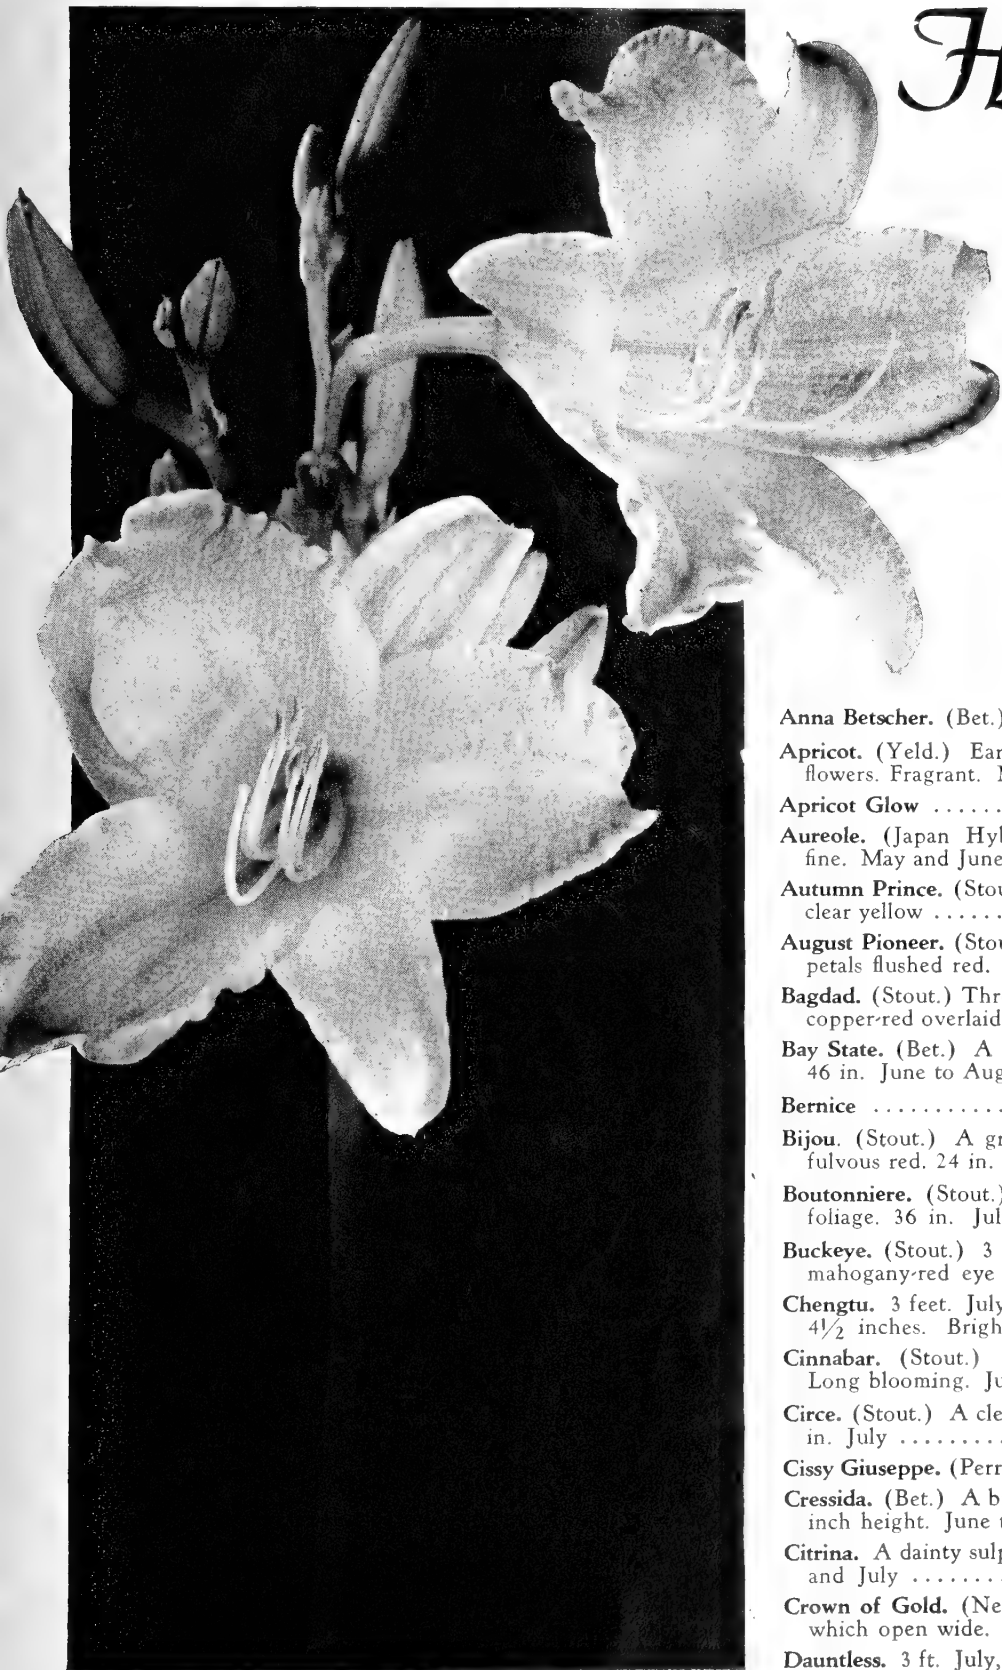 H
Anna Betscher. (Bet.)
Apricot. (Yeld.) Ear
flowers. Fragrant. M
Apricot Glow ......
Aureole. (Japan Hyl
fine. May and June
Autumn Prince. (Stou
clear yellow .......
August Pioneer. (Stou
petals flushed red.
Bagdad. (Stout.) Thr
copper-red overlaid
Bay State. (Bet.) A
46 in. June to Aug
Bernice ...........
Bijou. (Stout.) A gr
fulvous red. 24 in.
Boutonniere. (Stout.)
foliage. 36 in. Jul
Buckeye. (Stout.) 3
mahogany-red eye
Chengtu. 3 feet. July
4½ inches. Brigh
Cinnabar. (Stout.)
Long blooming. Ju
Circe. (Stout.) A cle
in. July .........
Cissy Giuseppe. (Perr
Cressida. (Bet.) A b
inch height. June t
Citrina. A dainty sulp
and July ........
Crown of Gold. (Ne
which open wide.
Dauntless. 3 ft. July,